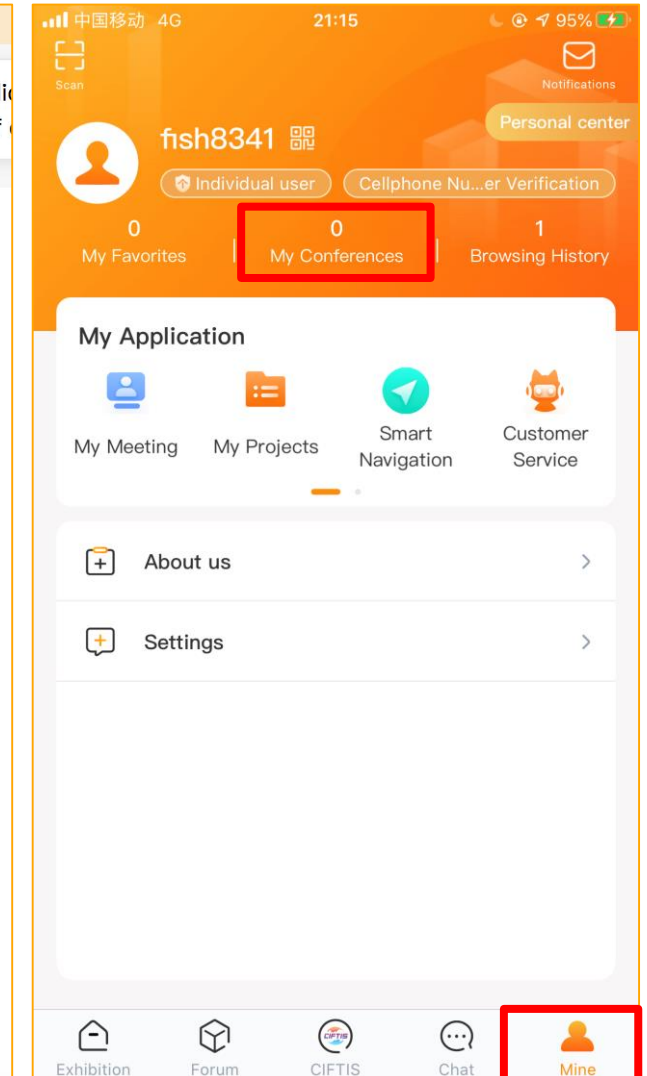 中国移动 4G 21:15 95%
Scan Notifications
Personal center
fish8341
Individual user Cellphone Nu...er Verification
0 0 1
My Favorites My Conferences Browsing History
My Application
My Meeting My Projects Smart Navigation Customer Service
About us
Settings
Exhibition Forum CIFTIS Chat Mine